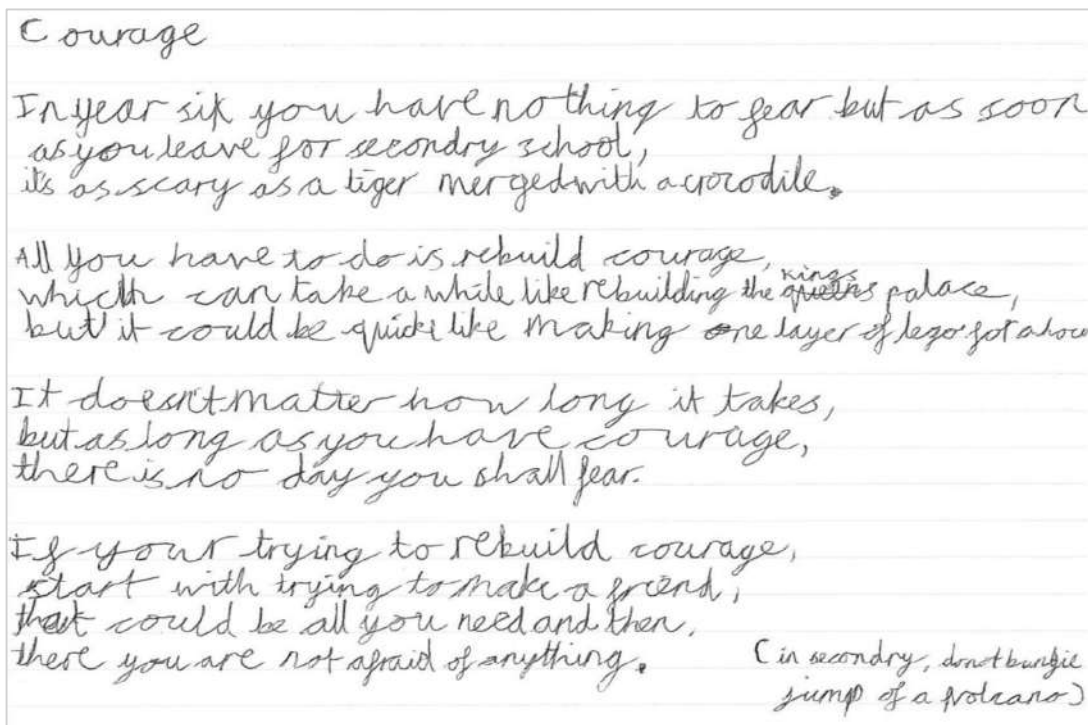 Courage
In year six you have nothing to fear but as soon
as you leave for secondry school,
it's as scary as a tiger merged with a crocodile.
All you have to do is rebuild courage,
which can take a while like rebuilding the kings palace,
but it could be quick like making one layer of lego for a
It doesn't matter how long it takes,
but as long as you have courage,
there is no day you shall fear.
If your trying to rebuild courage,
start with trying to make a freind,
that could be all you need and then,
there you are not afraid of anything.
(in secondry, do not bungie
jump of a volcano)